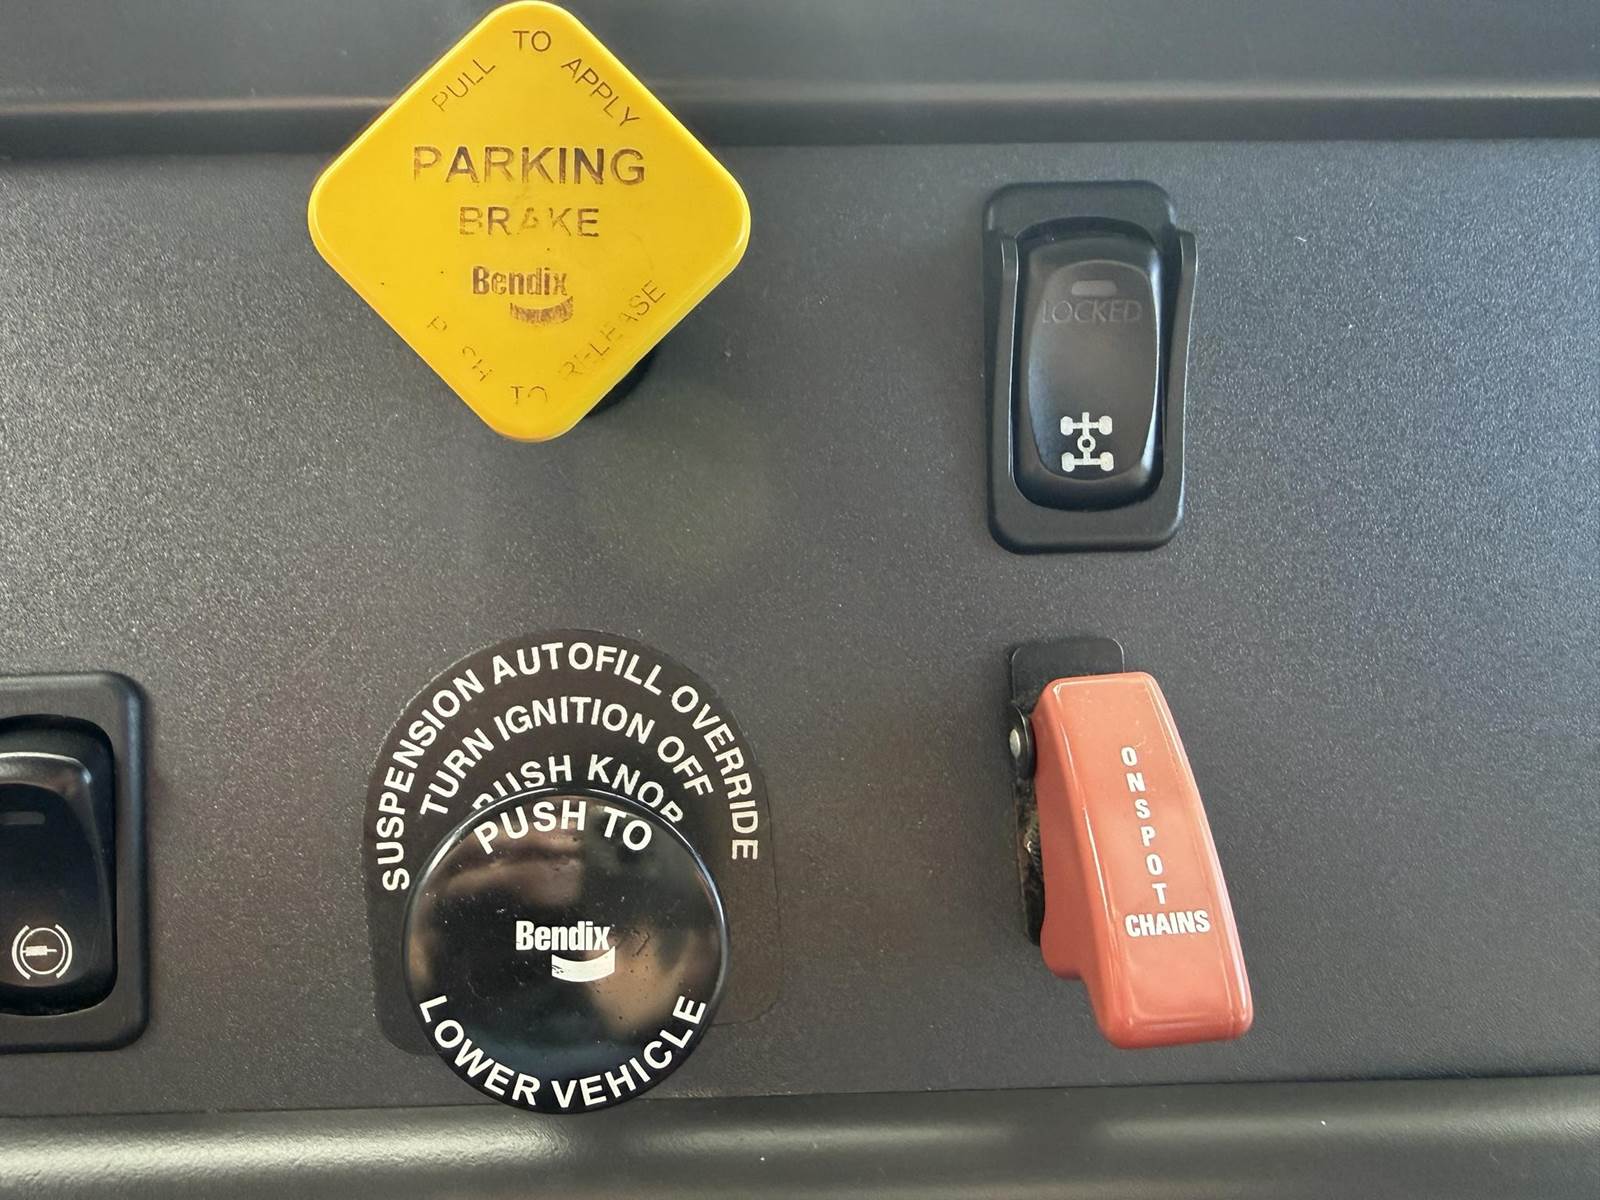 PULL TO APPLY
PARKING
BRAKE
Bendix
PUSH TO RELEASE
LOCKED
SUSPENSION AUTOFILL OVERRIDE
TURN IGNITION OFF
PUSH KNOB
PUSH TO
Bendix
LOWER VEHICLE
ONSPOT
CHAINS